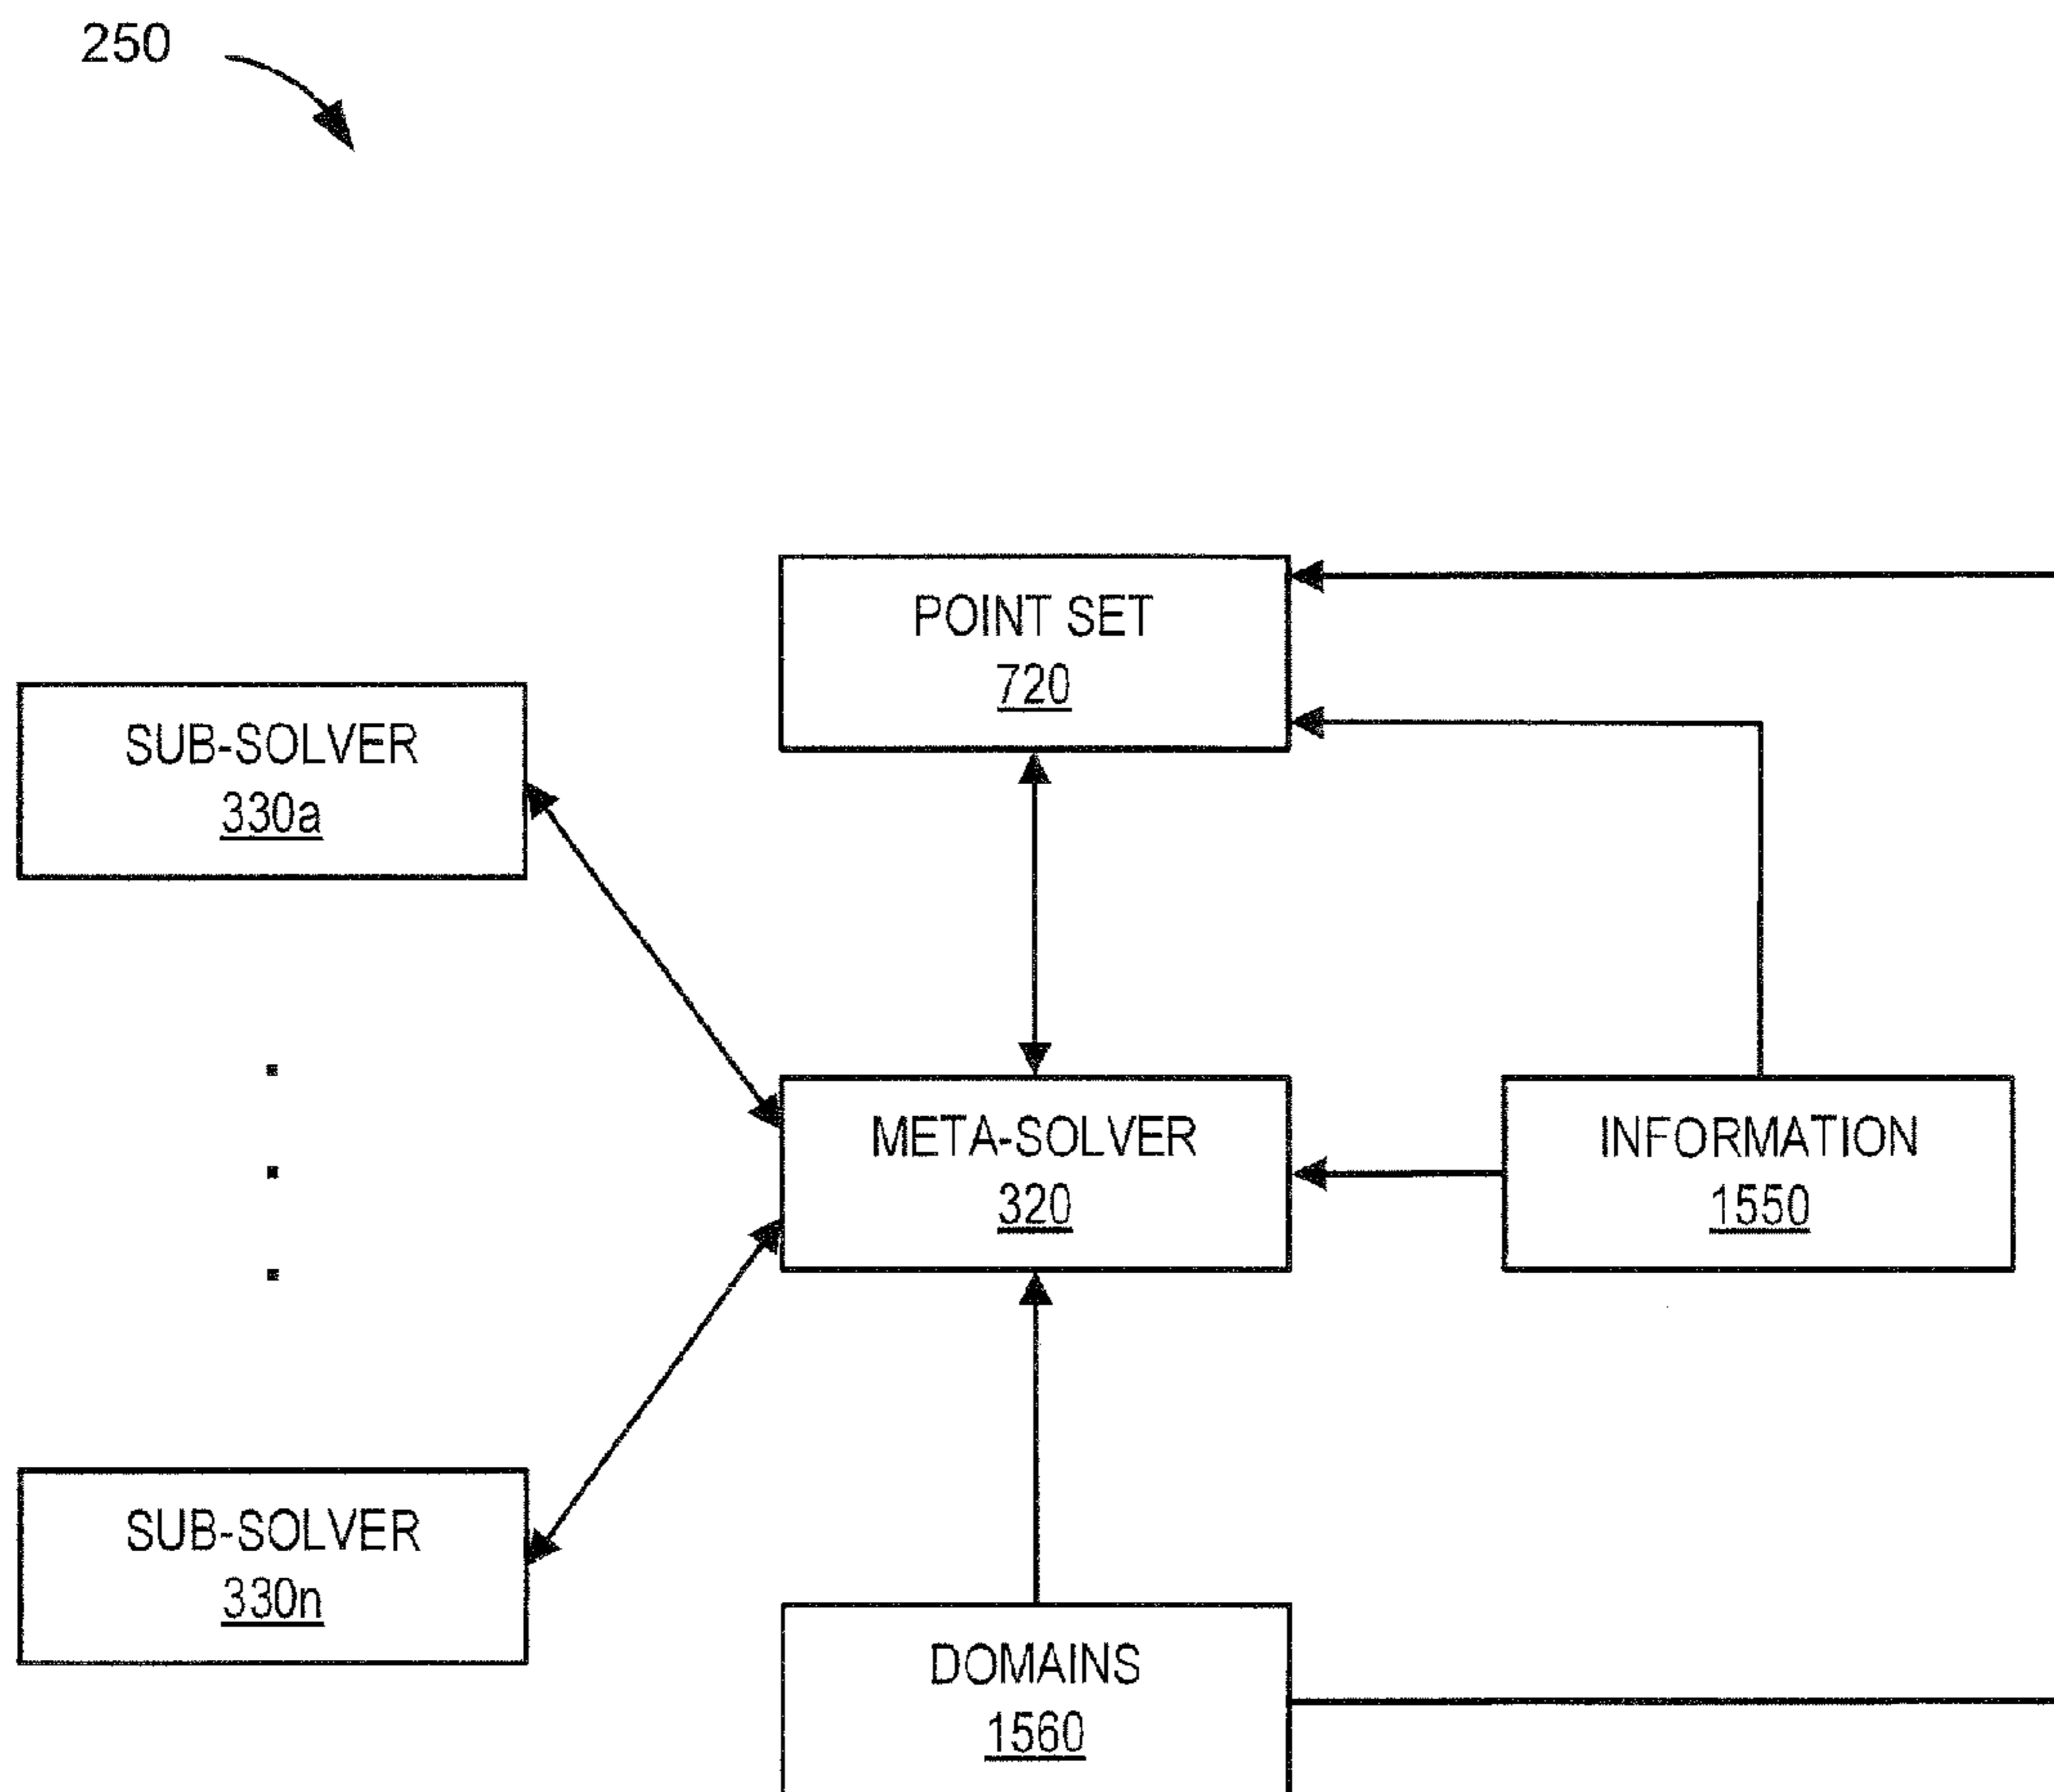 250
POINT SET
720
SUB-SOLVER
330a
META-SOLVER
320
INFORMATION
1550
SUB-SOLVER
330n
DOMAINS
1560